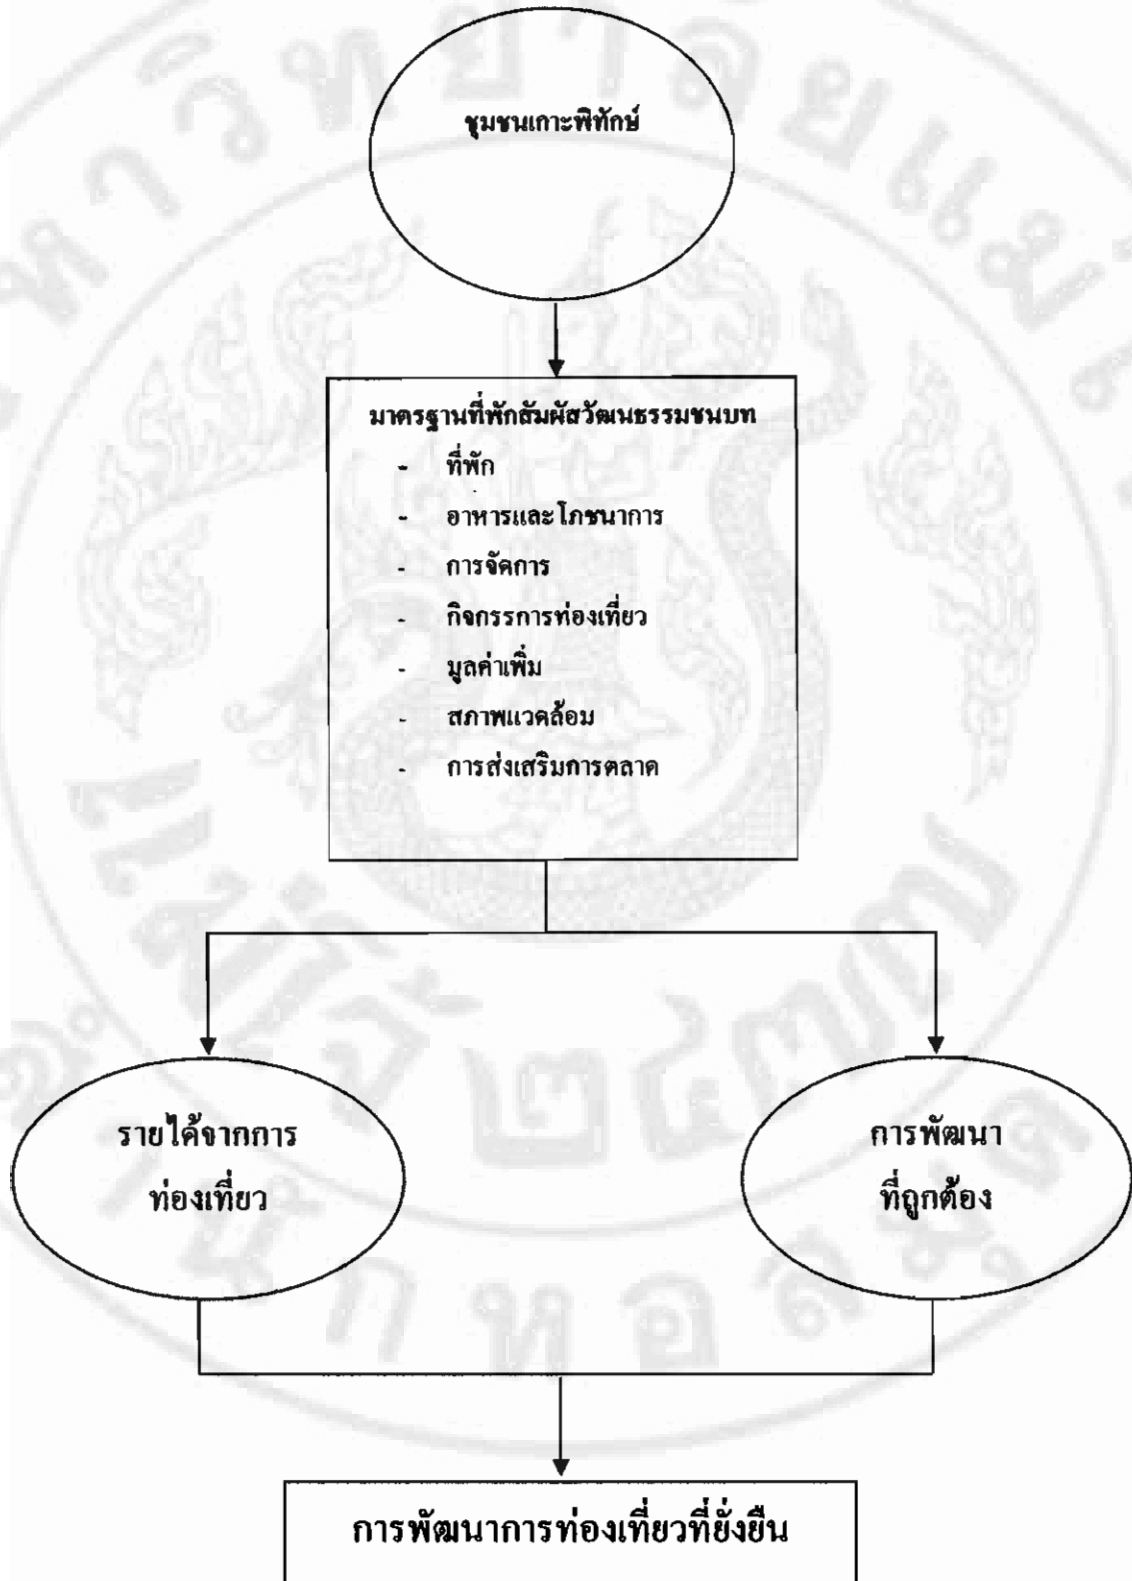 ชุมชนเกาะพิทักษ์
มาตรฐานที่พักสัมผัสวัฒนธรรมชนบท
- ที่พัก
- อาหารและโภชนาการ
- การจัดการ
- กิจกรรการท่องเที่ยว
- มูลค่าเพิ่ม
- สภาพแวดล้อม
- การส่งเสริมการตลาด
รายได้จากการ
ท่องเที่ยว
การพัฒนา
ที่ถูกต้อง
การพัฒนาการท่องเที่ยวที่ยั่งยืน